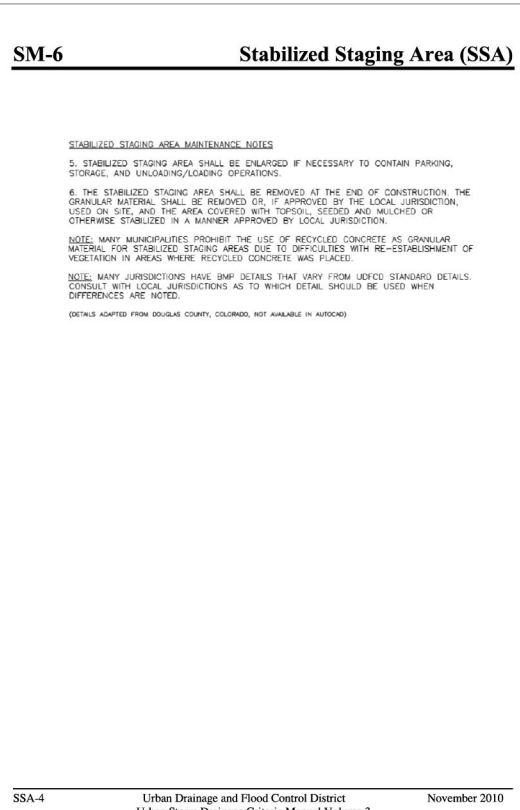 SM-6 Stabilized Staging Area (SSA)
STABILIZED STAGING AREA MAINTENANCE NOTES
5. STABILIZED STAGING AREA SHALL BE ENLARGED IF NECESSARY TO CONTAIN PARKING,
STORAGE, AND UNLOADING/LOADING OPERATIONS.
6. THE STABILIZED STAGING AREA SHALL BE REMOVED AT THE END OF CONSTRUCTION. THE
GRANULAR MATERIAL SHALL BE REMOVED OR, IF APPROVED BY THE LOCAL JURISDICTION,
USED ON SITE, AND THE AREA COVERED WITH TOPSOIL, SEEDED AND MULCHED OR
OTHERWISE STABILIZED IN A MANNER APPROVED BY LOCAL JURISDICTION.
NOTE: MANY MUNICIPALITIES PROHIBIT THE USE OF RECYCLED CONCRETE AS GRANULAR
MATERIAL FOR STABILIZED STAGING AREAS DUE TO DIFFICULTIES WITH RE-ESTABLISHMENT OF
VEGETATION IN AREAS WHERE RECYCLED CONCRETE WAS PLACED.
NOTE: MANY JURISDICTIONS HAVE BMP DETAILS THAT VARY FROM UDFCD STANDARD DETAILS.
CONSULT WITH LOCAL JURISDICTIONS AS TO WHICH DETAIL SHOULD BE USED WHEN
DIFFERENCES ARE NOTED.
(DETAILS ADAPTED FROM DOUGLAS COUNTY, COLORADO, NOT AVAILABLE IN AUTOCAD)
SSA-4 Urban Drainage and Flood Control District November 2010
Urban Storm Drainage Criteria Manual Volume 3